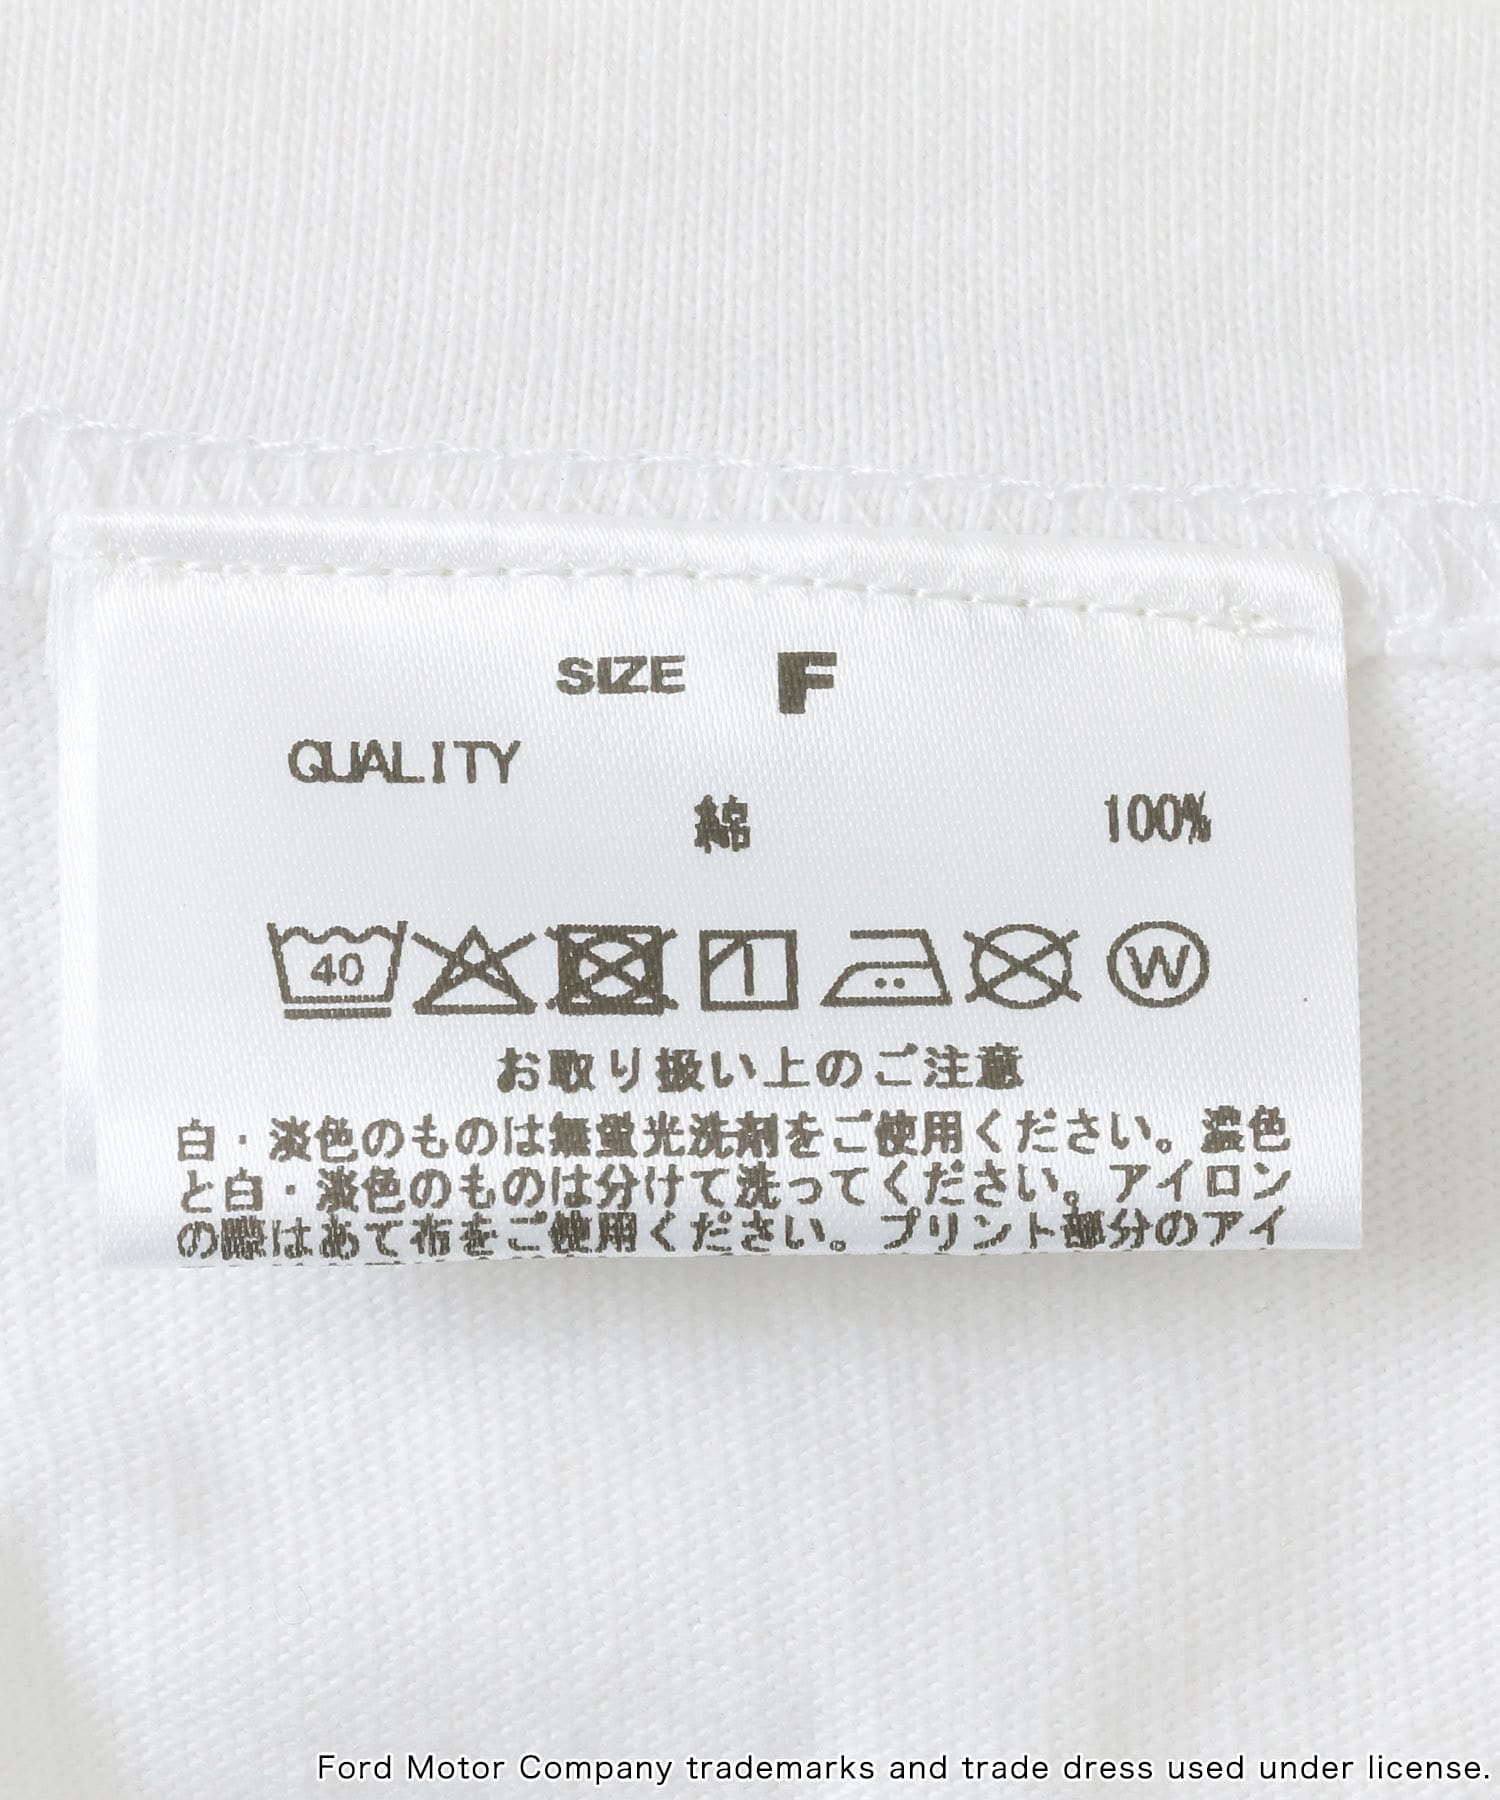 SIZE F
QUALITY
綿 100%
40
W
お取り扱い上のご注意
白・淡色のものは無蛍光洗剤をご使用ください。濃色
と白・淡色のものは分けて洗ってください。アイロン
の際はあて布をご使用ください。プリント部分のアイ
Ford Motor Company trademarks and trade dress used under license.